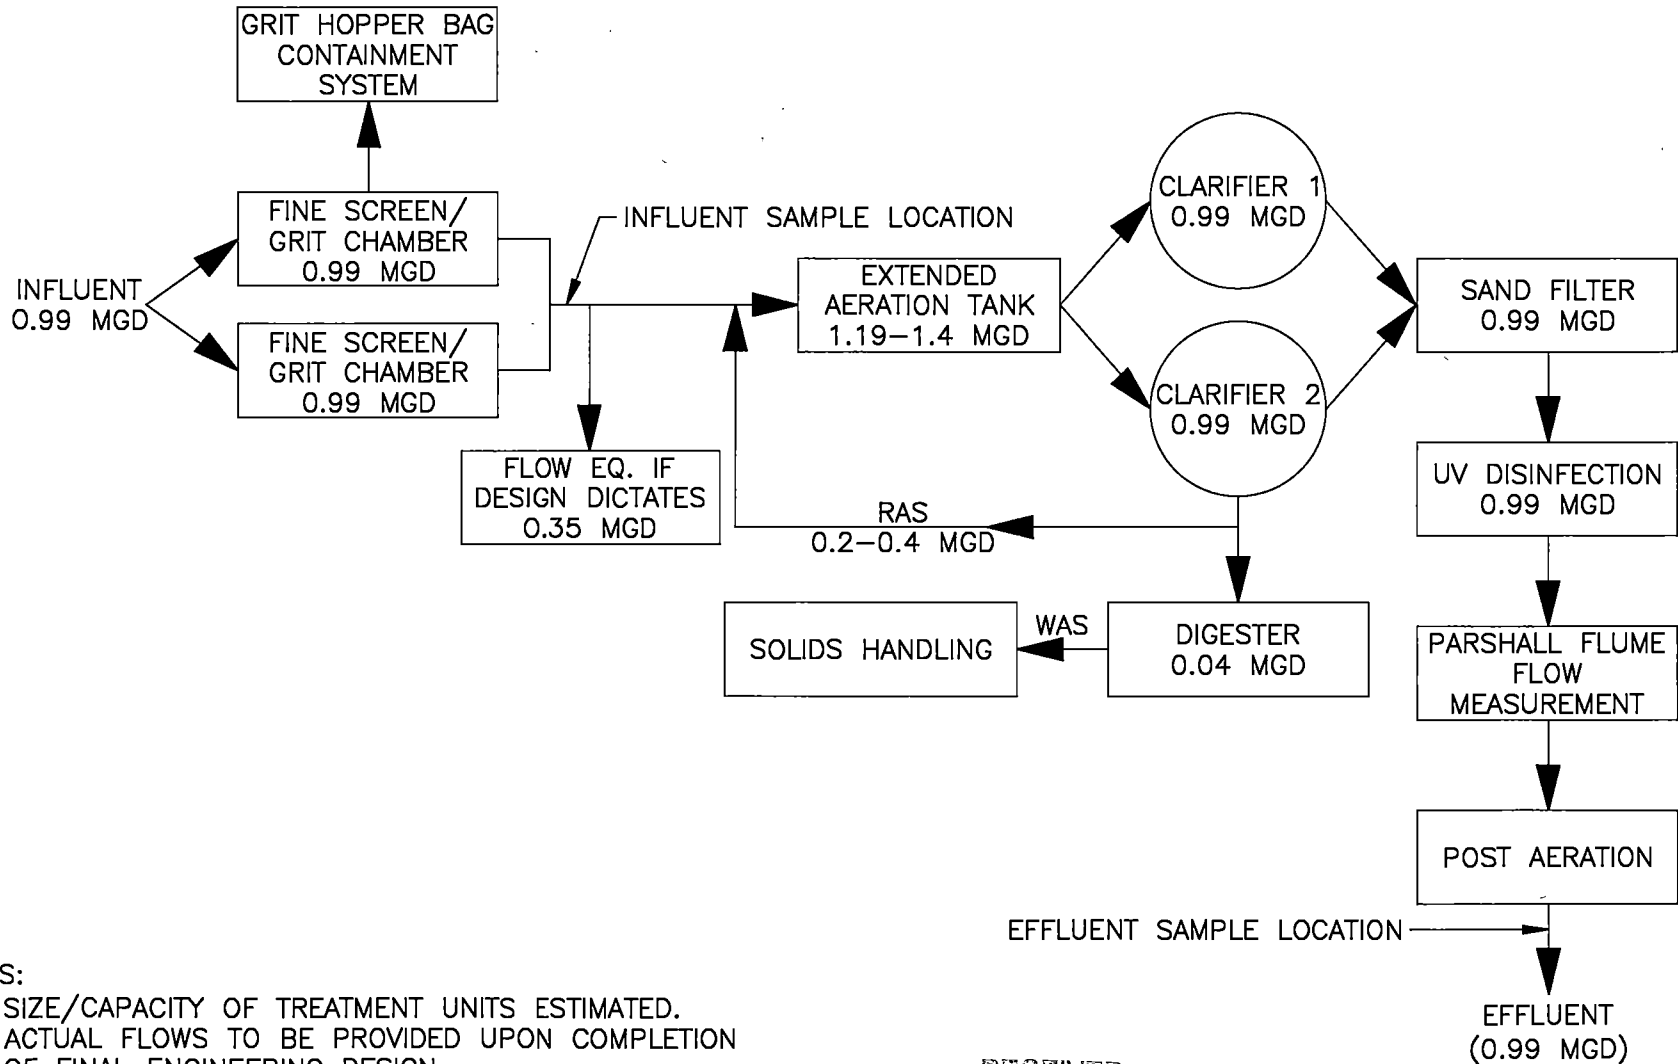 GRIT HOPPER BAG
CONTAINMENT
SYSTEM
FINE SCREEN/
GRIT CHAMBER
0.99 MGD
INFLUENT
0.99 MGD
FINE SCREEN/
GRIT CHAMBER
0.99 MGD
INFLUENT SAMPLE LOCATION
FLOW EQ. IF
DESIGN DICTATES
0.35 MGD
EXTENDED
AERATION TANK
1.19-1.4 MGD
CLARIFIER 1
0.99 MGD
CLARIFIER 2
0.99 MGD
RAS
0.2-0.4 MGD
SOLIDS HANDLING
WAS
DIGESTER
0.04 MGD
SAND FILTER
0.99 MGD
UV DISINFECTION
0.99 MGD
PARSHALL FLUME
FLOW
MEASUREMENT
POST AERATION
EFFLUENT SAMPLE LOCATION
EFFLUENT
(0.99 MGD)
S:
SIZE/CAPACITY OF TREATMENT UNITS ESTIMATED.
ACTUAL FLOWS TO BE PROVIDED UPON COMPLETION
OF FINAL ENGINEERING DESIGN